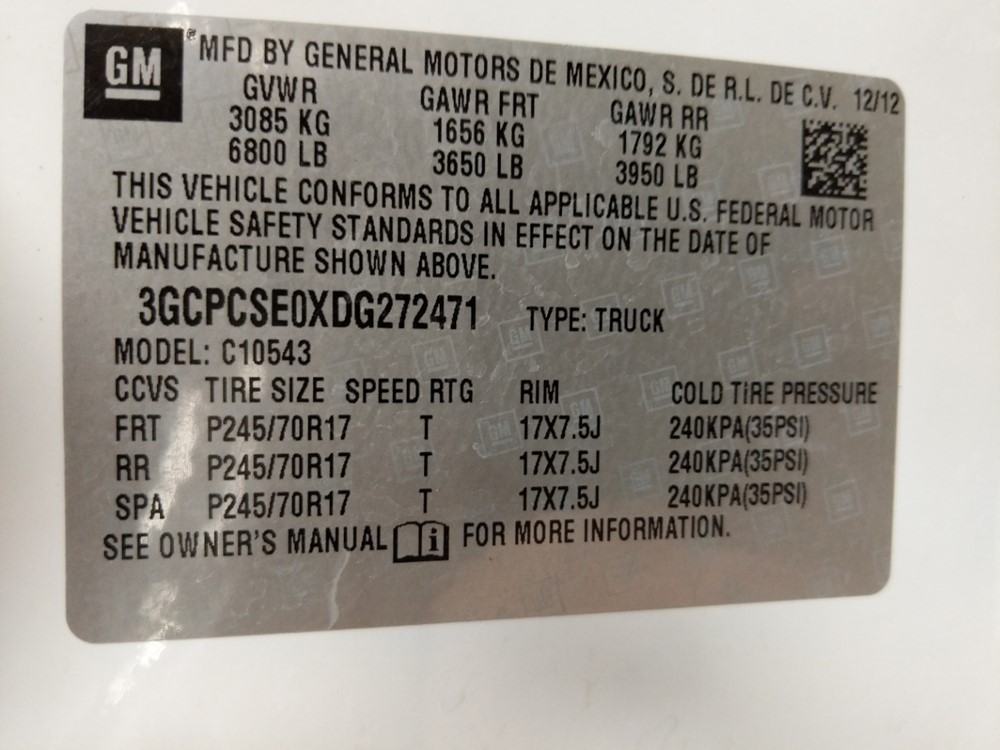 GM MFD BY GENERAL MOTORS DE MEXICO, S. DE R.L. DE C.V. 12/12
GVWR GAWR FRT GAWR RR
3085 KG 1656 KG 1792 KG
6800 LB 3650 LB 3950 LB
THIS VEHICLE CONFORMS TO ALL APPLICABLE U.S. FEDERAL MOTOR
VEHICLE SAFETY STANDARDS IN EFFECT ON THE DATE OF
MANUFACTURE SHOWN ABOVE.
3GCPCSE0XDG272471 TYPE: TRUCK
MODEL: C10543
CCVS TIRE SIZE SPEED RTG RIM COLD TIRE PRESSURE
FRT P245/70R17 T 17X7.5J 240KPA(35PSI)
RR P245/70R17 T 17X7.5J 240KPA(35PSI)
SPA P245/70R17 T 17X7.5J 240KPA(35PSI)
SEE OWNER'S MANUAL i FOR MORE INFORMATION.